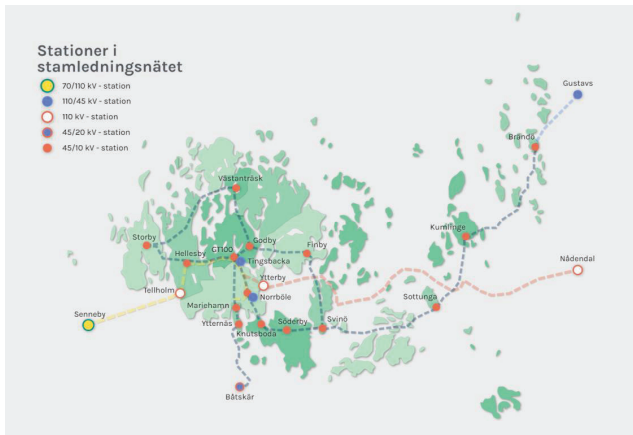 Stationer i
stamledningsnätet
70/110 kV - station
110/45 kV - station
110 kV - station
45/20 kV - station
45/10 kV - station
Gustavs
Brändö
Västanträsk
Kumlinge
Storby
Godby
GT100
Finby
Hellesby
Tingsbacka
Nådendal
Ytterby
Tellholm
Norrböle
Sottunga
Mariehamn
Senneby
Svinö
Söderby
Ytternäs
Knutsboda
Båtskär